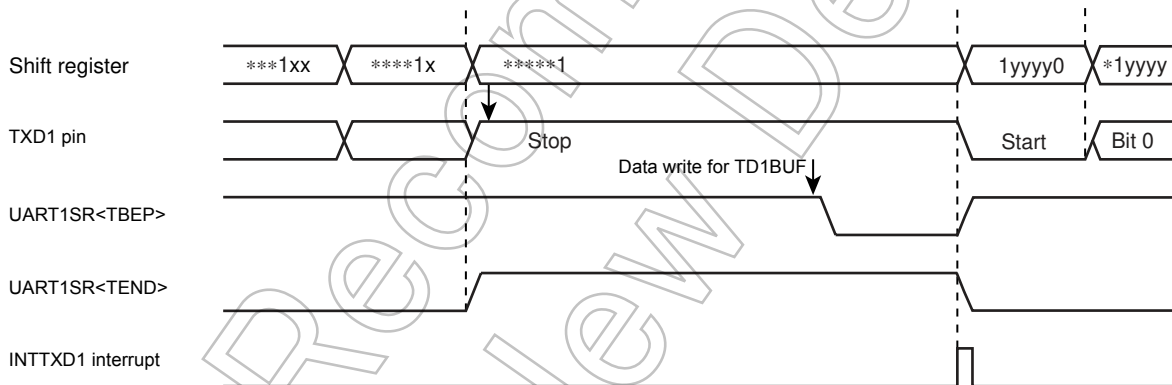 Shift register ***1xx ****1x *****1 1yyyy0 *1yyyy
TXD1 pin Stop Start Bit 0
Data write for TD1BUF
UART1SR<TBEP>
UART1SR<TEND>
INTTXD1 interrupt